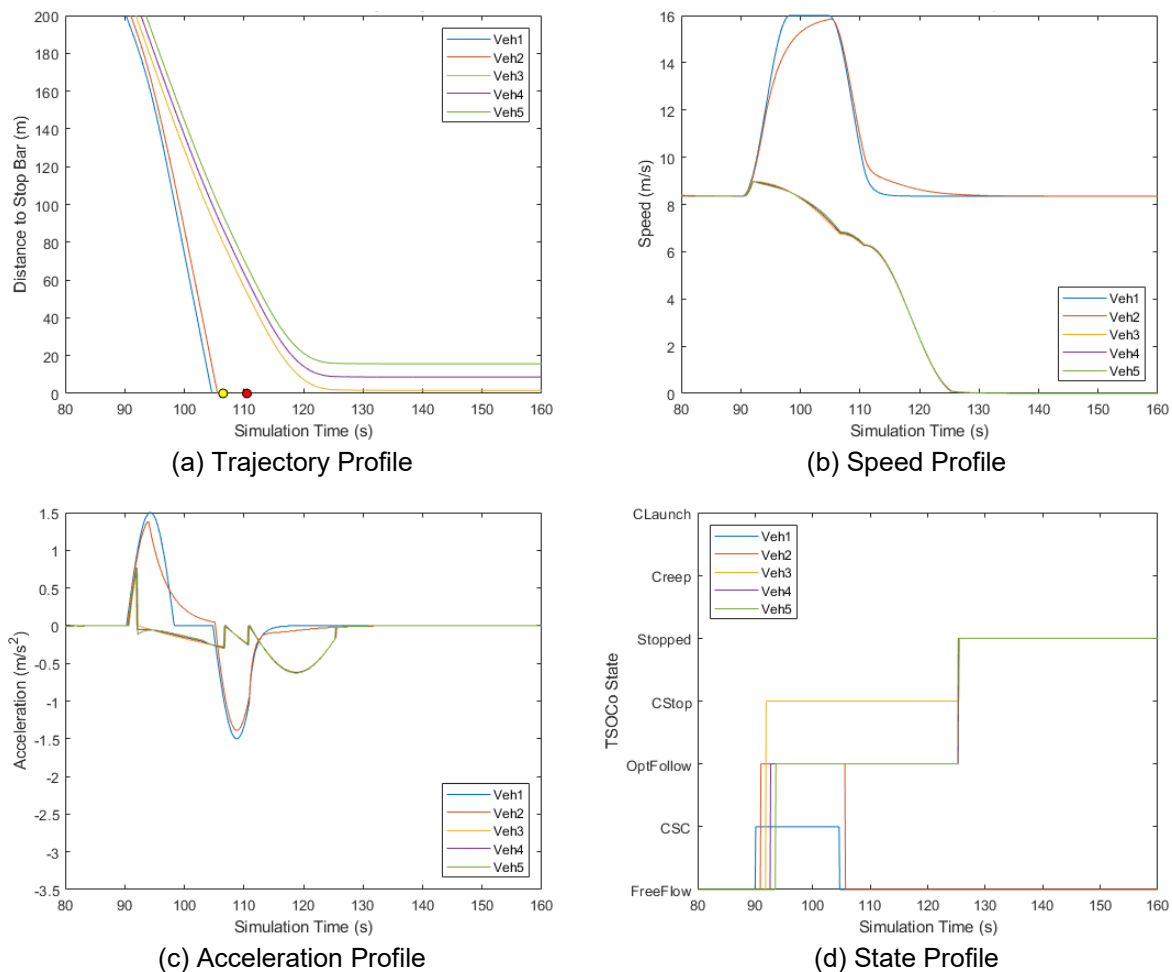 200
180
160
140
120
100
80
60
40
20
0
Distance to Stop Bar (m)
80 90 100 110 120 130 140 150 160
Simulation Time (s)
Veh1
Veh2
Veh3
Veh4
Veh5
(a) Trajectory Profile
16
14
12
10
8
6
4
2
0
Speed (m/s)
80 90 100 110 120 130 140 150 160
Simulation Time (s)
Veh1
Veh2
Veh3
Veh4
Veh5
(b) Speed Profile
1.5
1
0.5
0
-0.5
-1
-1.5
-2
-2.5
-3
-3.5
Acceleration (m/s²)
80 90 100 110 120 130 140 150 160
Simulation Time (s)
Veh1
Veh2
Veh3
Veh4
Veh5
(c) Acceleration Profile
CLaunch
Creep
Stopped
CStop
OptFollow
CSC
FreeFlow
TSOCo State
80 90 100 110 120 130 140 150 160
Simulation Time (s)
Veh1
Veh2
Veh3
Veh4
Veh5
(d) State Profile